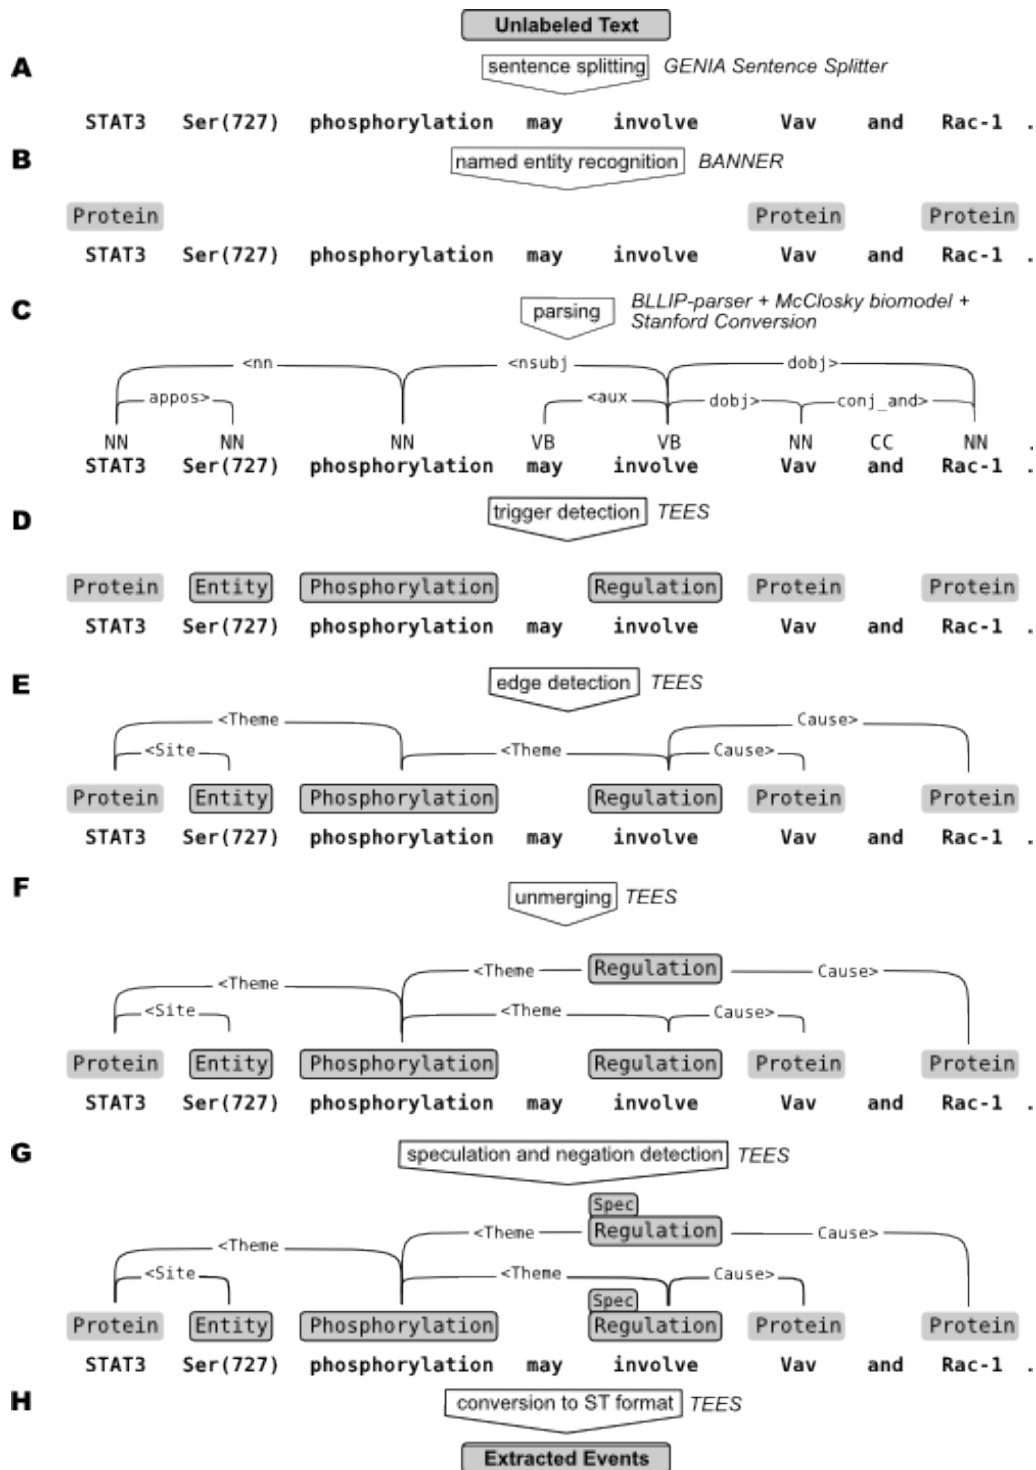 Unlabeled Text
A sentence splitting GENIA Sentence Splitter
STAT3 Ser(727) phosphorylation may involve Vav and Rac-1 .
B named entity recognition BANNER
Protein Protein Protein
STAT3 Ser(727) phosphorylation may involve Vav and Rac-1 .
C parsing BLLIP-parser + McClosky biomodel +
Stanford Conversion
<nn <nsubj dobj>
appos> <aux dobj> conj_and>
NN NN NN VB VB NN CC NN .
STAT3 Ser(727) phosphorylation may involve Vav and Rac-1 .
D trigger detection TEES
Protein Entity Phosphorylation Regulation Protein Protein
STAT3 Ser(727) phosphorylation may involve Vav and Rac-1 .
E edge detection TEES
<Theme Cause>
<Site <Theme Cause>
Protein Entity Phosphorylation Regulation Protein Protein
STAT3 Ser(727) phosphorylation may involve Vav and Rac-1 .
F unmerging TEES
<Theme Regulation Cause>
<Theme
<Site <Theme Cause>
Protein Entity Phosphorylation Regulation Protein Protein
STAT3 Ser(727) phosphorylation may involve Vav and Rac-1 .
G speculation and negation detection TEES
Spec
<Theme Regulation Cause>
<Theme
<Site <Theme Cause>
Spec
Protein Entity Phosphorylation Regulation Protein Protein
STAT3 Ser(727) phosphorylation may involve Vav and Rac-1 .
H conversion to ST format TEES
Extracted Events